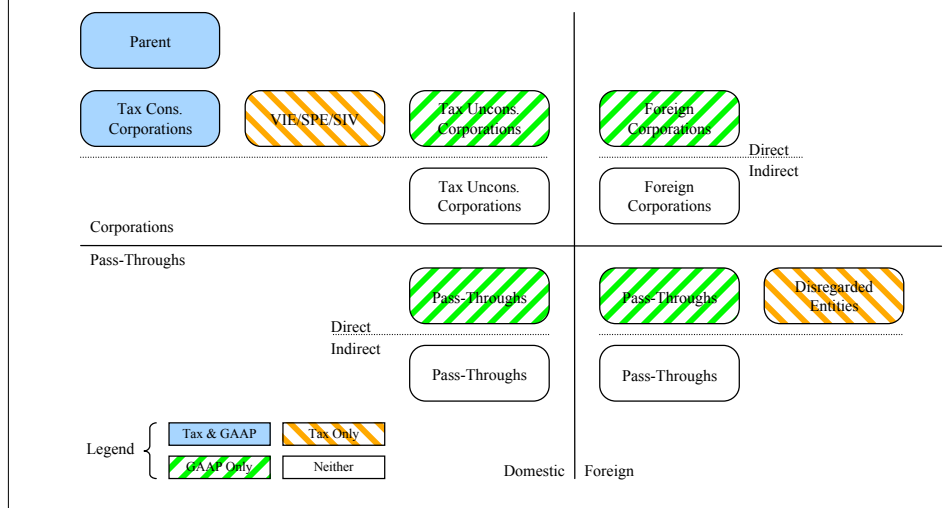 Parent
Tax Cons.
Corporations
VIE/SPE/SIV
Tax Uncons.
Corporations
Foreign
Corporations
Direct
Indirect
Tax Uncons.
Corporations
Foreign
Corporations
Corporations
Pass-Throughs
Pass-Throughs
Pass-Throughs
Disregarded
Entities
Direct
Indirect
Pass-Throughs
Pass-Throughs
Legend
Tax & GAAP
Tax Only
GAAP Only
Neither
Domestic
Foreign